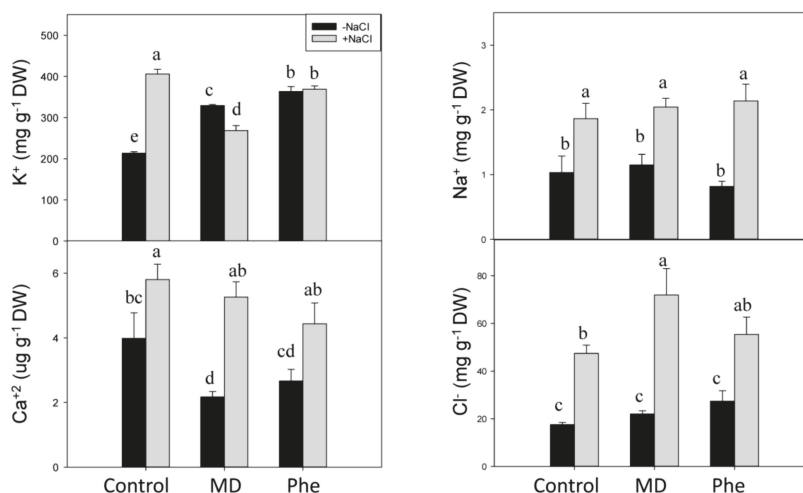 500
400
300
200
100
0
K⁺ (mg g⁻¹ DW)
-NaCl
+NaCl
e
a
c
d
b
b
3
2
1
0
Na⁺ (mg g⁻¹ DW)
b
a
b
a
b
a
6
4
2
0
Ca⁺² (ug g⁻¹ DW)
bc
a
d
ab
cd
ab
Control
MD
Phe
80
60
40
20
0
Cl⁻ (mg g⁻¹ DW)
c
b
c
a
c
ab
Control
MD
Phe